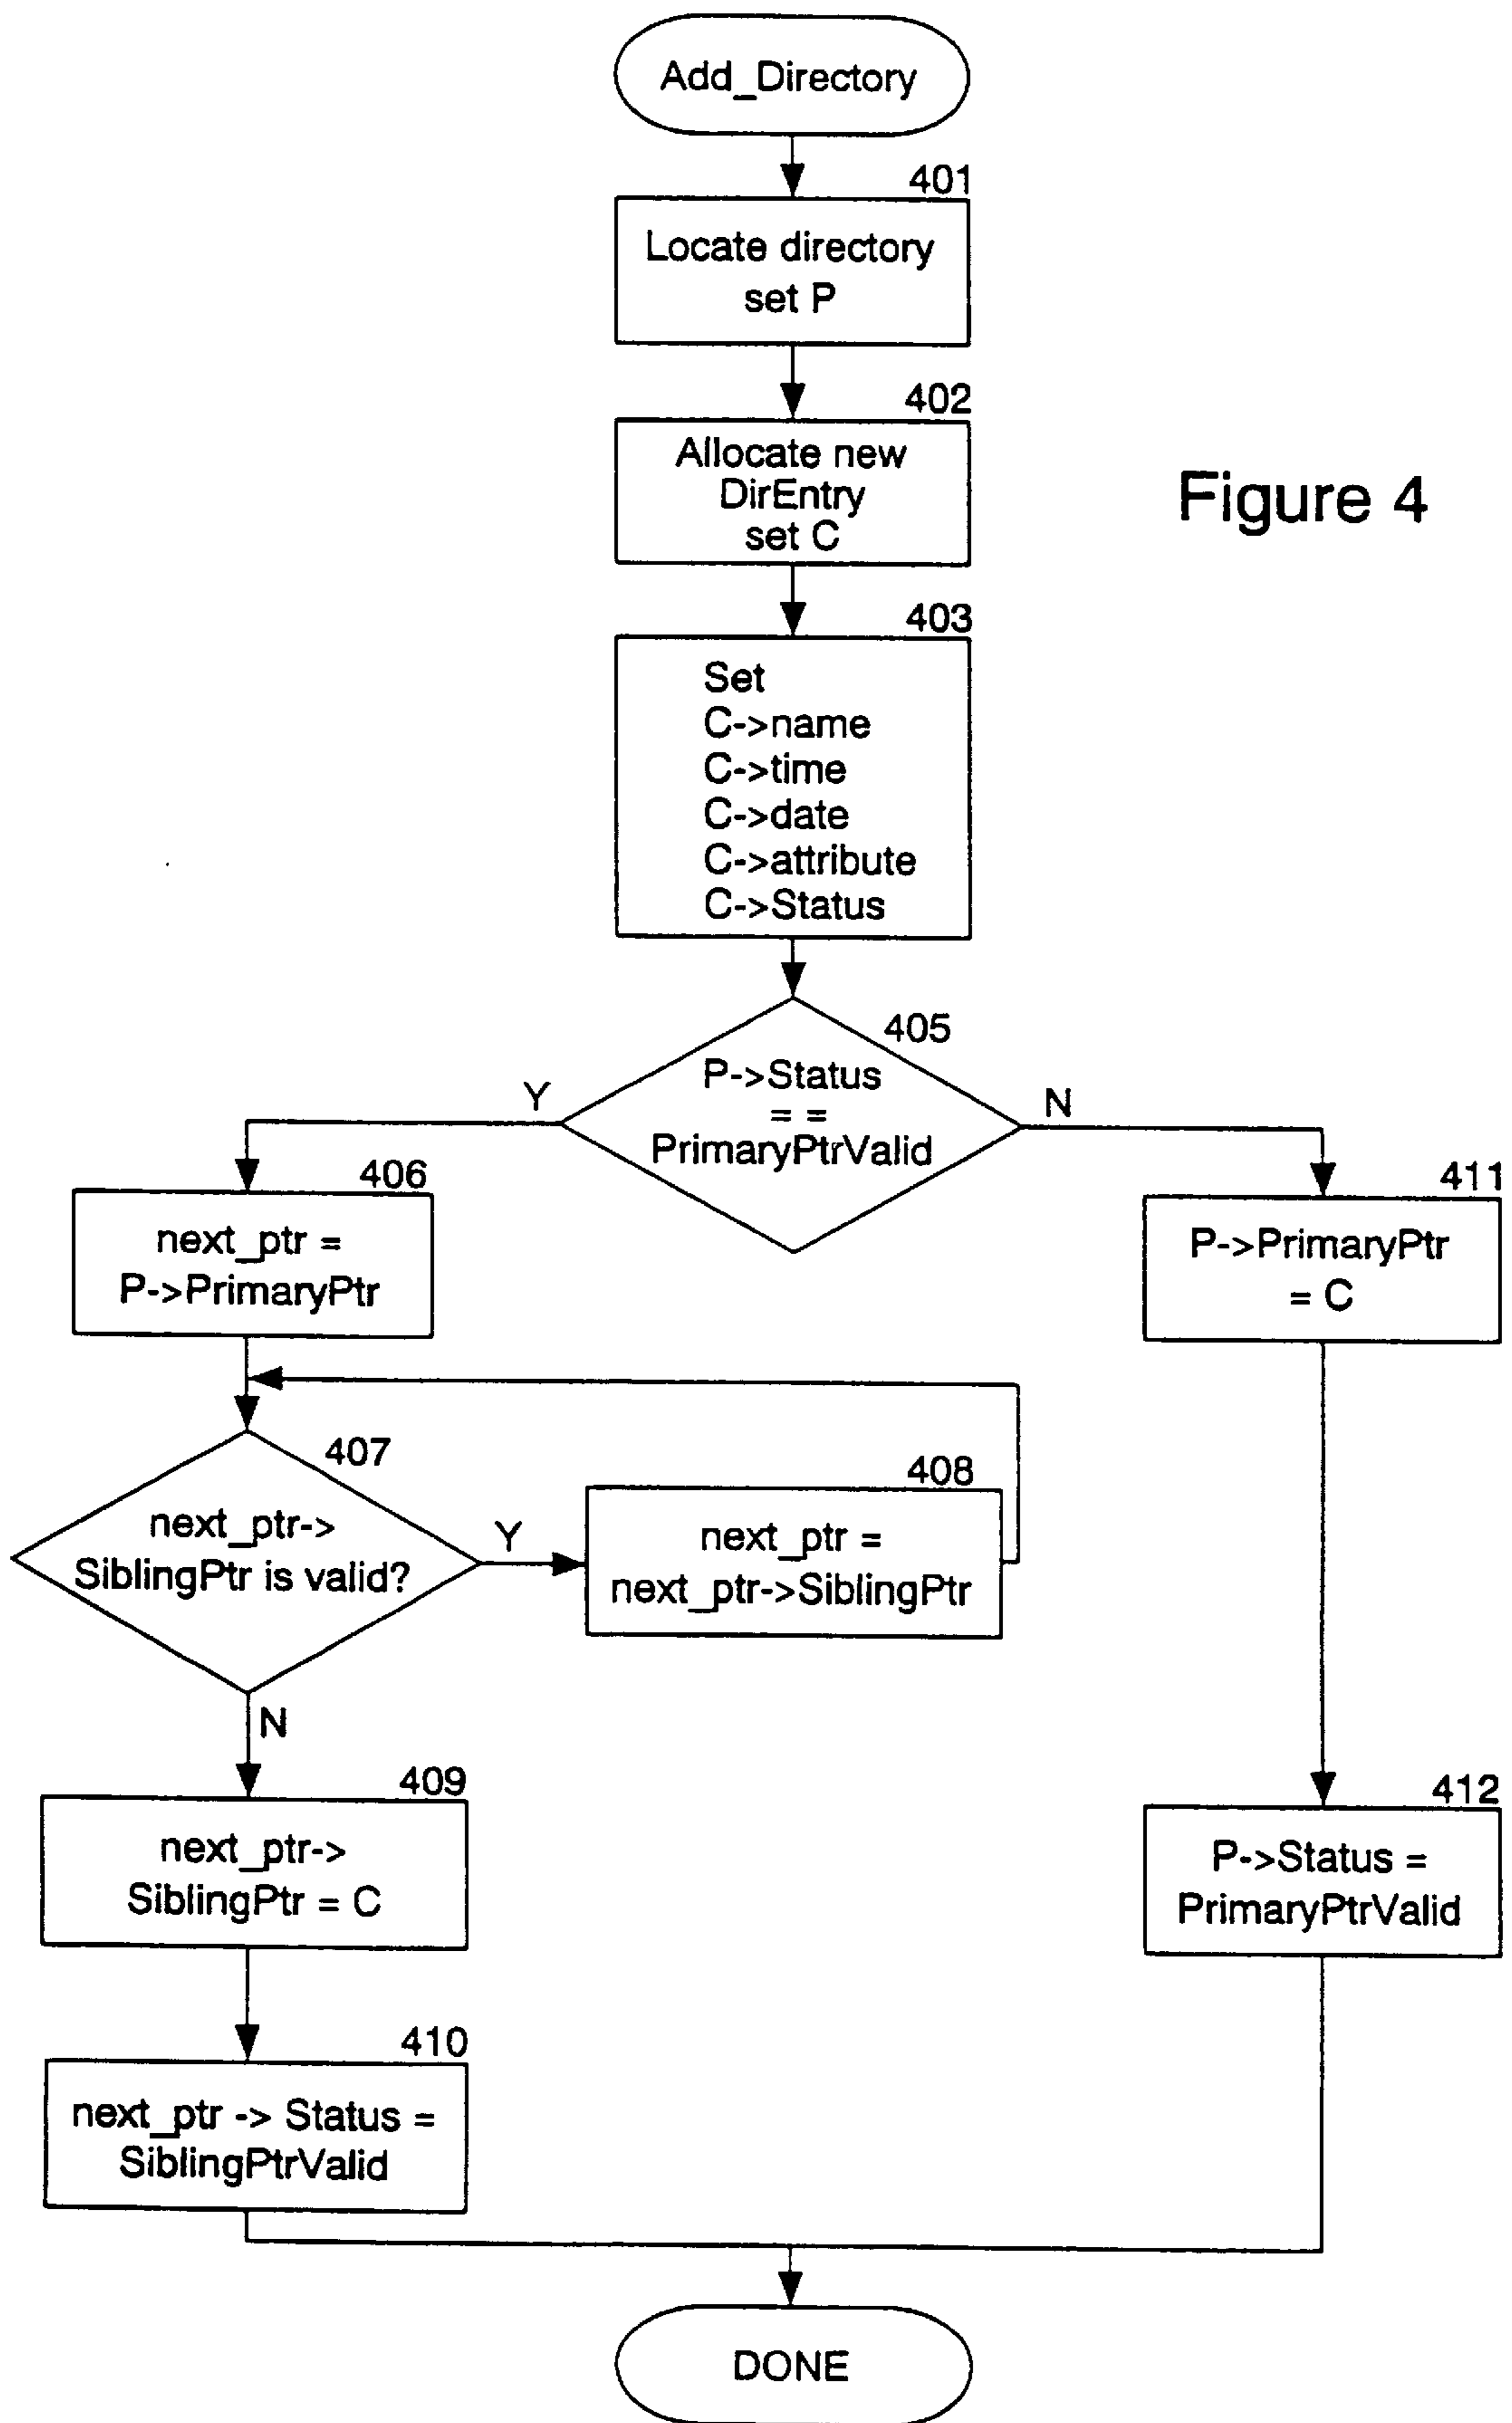 Add_Directory
401
Locate directory
set P
402
Allocate new
DirEntry
set C
Figure 4
403
Set
C->name
C->time
C->date
C->attribute
C->Status
405
P->Status
= =
PrimaryPtrValid
Y
N
406
next_ptr =
P->PrimaryPtr
411
P->PrimaryPtr
= C
407
next_ptr->
SiblingPtr is valid?
Y
408
next_ptr =
next_ptr->SiblingPtr
N
409
next_ptr->
SiblingPtr = C
412
P->Status =
PrimaryPtrValid
410
next_ptr -> Status =
SiblingPtrValid
DONE